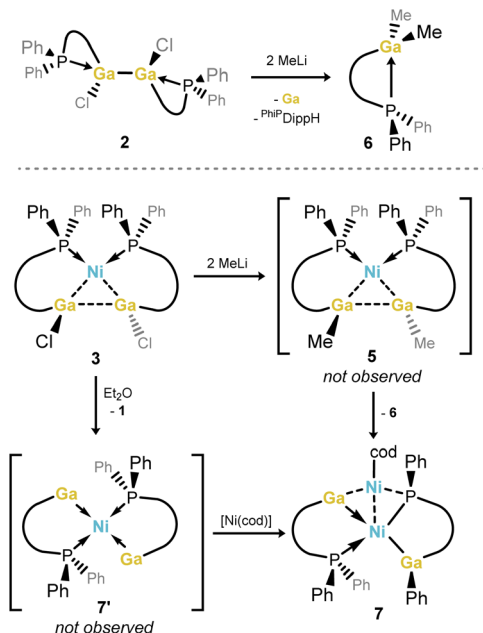 Cl Me
Ph Ga Me
Ph P Ga Ga P Ph 2 MeLi
Cl Ph - Ga
- PhiPDippH P Ph
2 6 Ph
Ph Ph Ph Ph Ph Ph Ph Ph
P P P P
Ni 2 MeLi Ni
Ga Ga Ga Ga
Cl Cl Me Me
3 5
not observed
Et2O
- 1 - 6
Ph cod Ph
Ga Ph P Ni P
Ni [Ni(cod)] Ga Ni
P Ga P Ga
Ph Ph Ph Ph Ph
7' 7
not observed